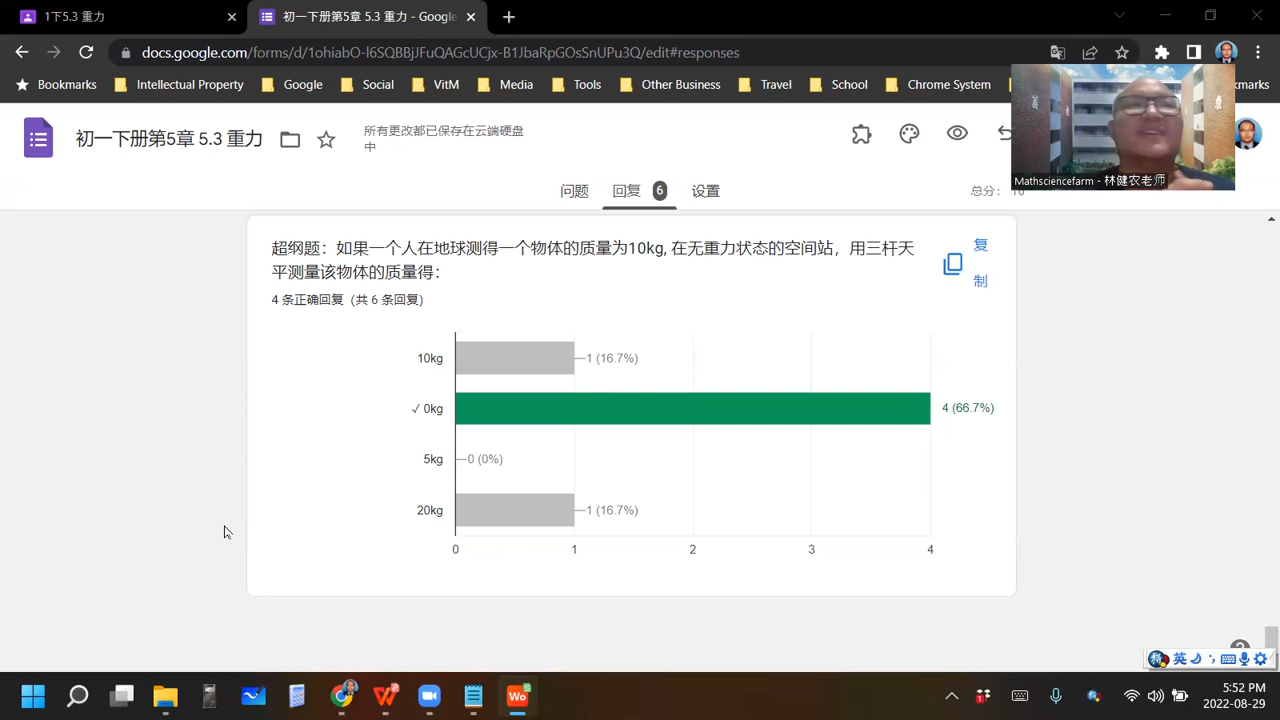 1下5.3 重力
初一下册第5章 5.3 重力 - Google
docs.google.com/forms/d/1ohiabO-l6SQBBjJFuQAGcUCjx-B1DaRpGOsSnUPu3Q/edit#responses
Bookmarks Intellectual Property Google Social VitM Media Tools Other Business Travel School Chrome System
初一下册第5章 5.3 重力
所有更改都已保存在云端硬盘
中
问题 回复 6 设置
总分： 10
Mathsciencefarm - 林健农老师
超纲题：如果一个人在地球测得一个物体的质量为10kg, 在无重力状态的空间站，用三杆天
平测量该物体的质量得：
复
制
4 条正确回复（共 6 条回复）
10kg 1 (16.7%)
✓ 0kg 4 (66.7%)
5kg 0 (0%)
20kg 1 (16.7%)
0 1 2 3 4
英
5:52 PM
2022-08-29